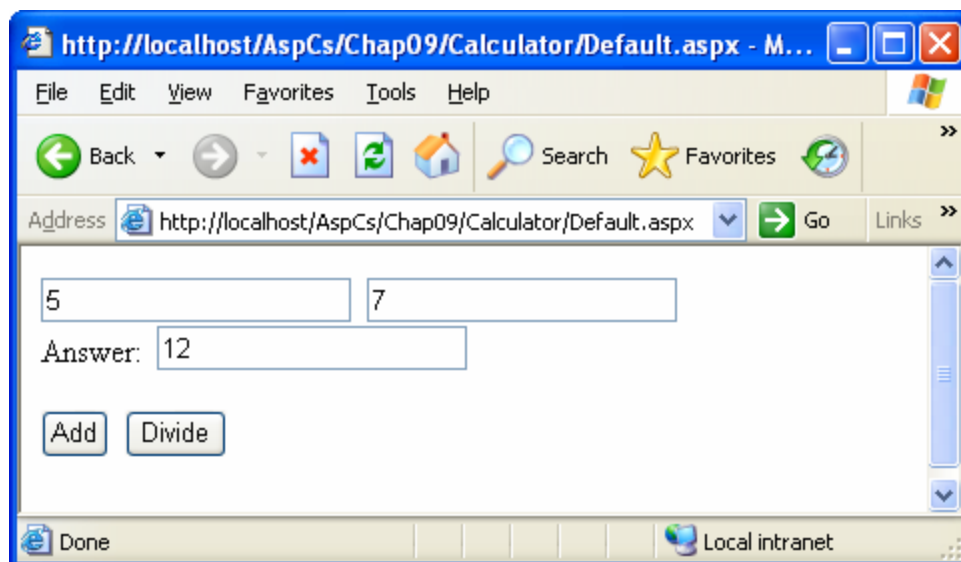 http://localhost/AspCs/Chap09/Calculator/Default.aspx - M...
File Edit View Favorites Tools Help
Back Search Favorites »
Address http://localhost/AspCs/Chap09/Calculator/Default.aspx Go Links »
5 7
Answer: 12
Add Divide
Done Local intranet